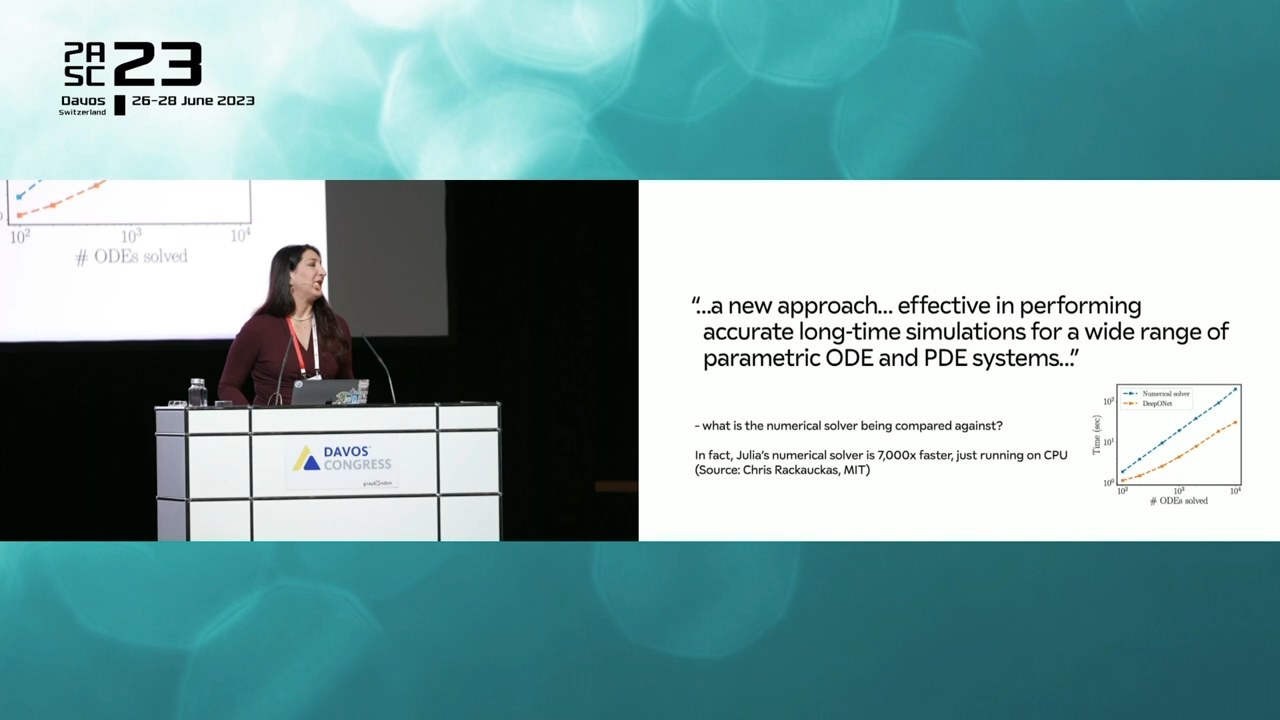 PA
SC 23
Davos
Switzerland
26-28 June 2023
10²
10³
10⁴
# ODEs solved
DAVOS
CONGRESS
“...a new approach... effective in performing
accurate long-time simulations for a wide range of
parametric ODE and PDE systems...”
- what is the numerical solver being compared against?
In fact, Julia’s numerical solver is 7,000x faster, just running on CPU
(Source: Chris Rackauckas, MIT)
Numerical solver
DeepONet
Time (sec)
10¹
10⁰
10²
10³
10⁴
# ODEs solved